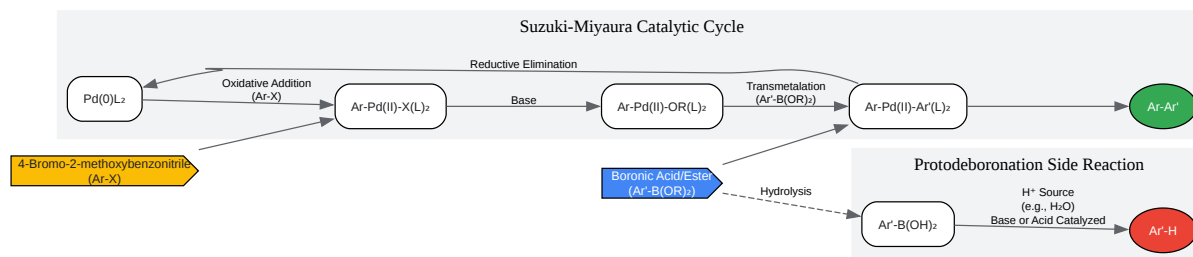 Suzuki-Miyaura Catalytic Cycle
Reductive Elimination
Pd(0)L₂
Oxidative Addition
(Ar-X)
Ar-Pd(II)-X(L)₂
Base
Ar-Pd(II)-OR(L)₂
Transmetalation
(Ar'-B(OR)₂)
Ar-Pd(II)-Ar'(L)₂
Ar-Ar'
4-Bromo-2-methoxybenzonitrile
(Ar-X)
Boronic Acid/Ester
(Ar'-B(OR)₂)
Hydrolysis
Protodeboronation Side Reaction
Ar'-B(OH)₂
H⁺ Source
(e.g., H₂O)
Base or Acid Catalyzed
Ar'-H